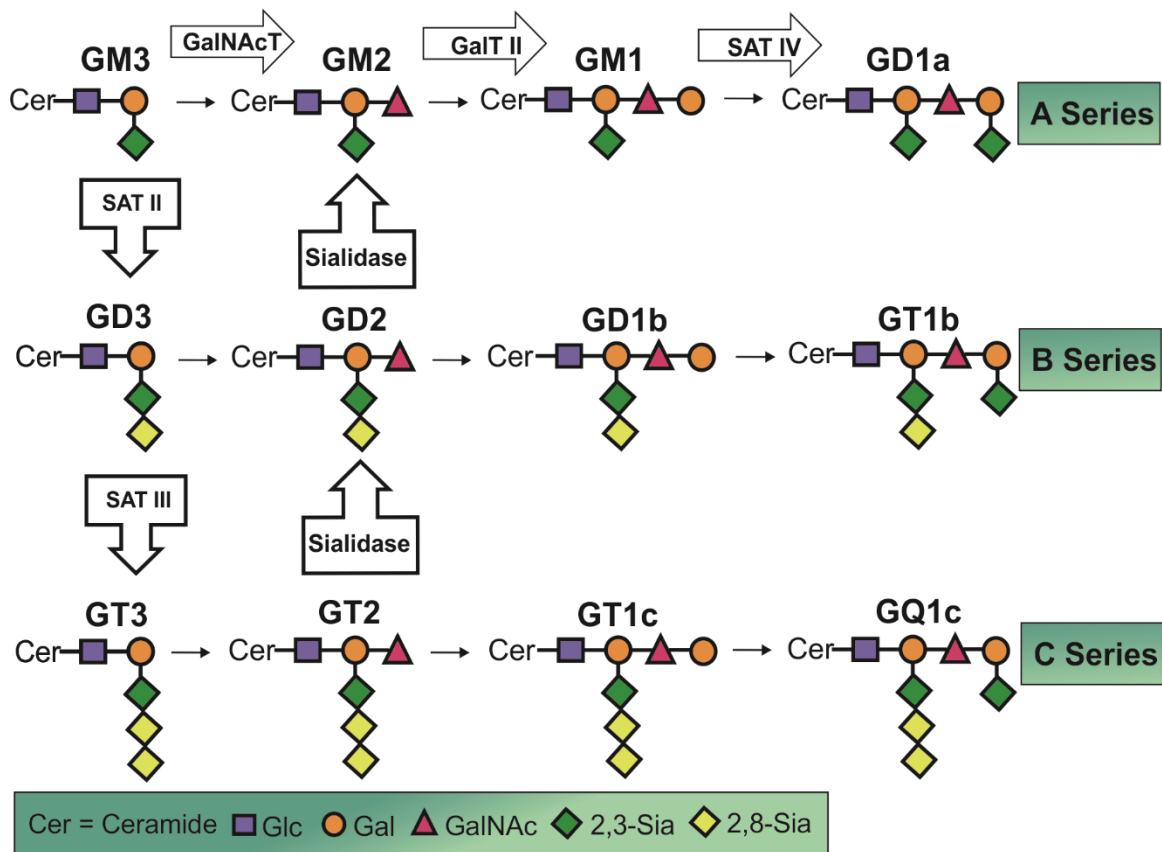 GalNAcT GalT II SAT IV
GM3 GM2 GM1 GD1a
Cer Cer Cer Cer
A Series
SAT II
Sialidase
GD3 GD2 GD1b GT1b
Cer Cer Cer Cer
B Series
SAT III
Sialidase
GT3 GT2 GT1c GQ1c
Cer Cer Cer Cer
C Series
Cer = Ceramide Glc Gal GalNAc 2,3-Sia 2,8-Sia